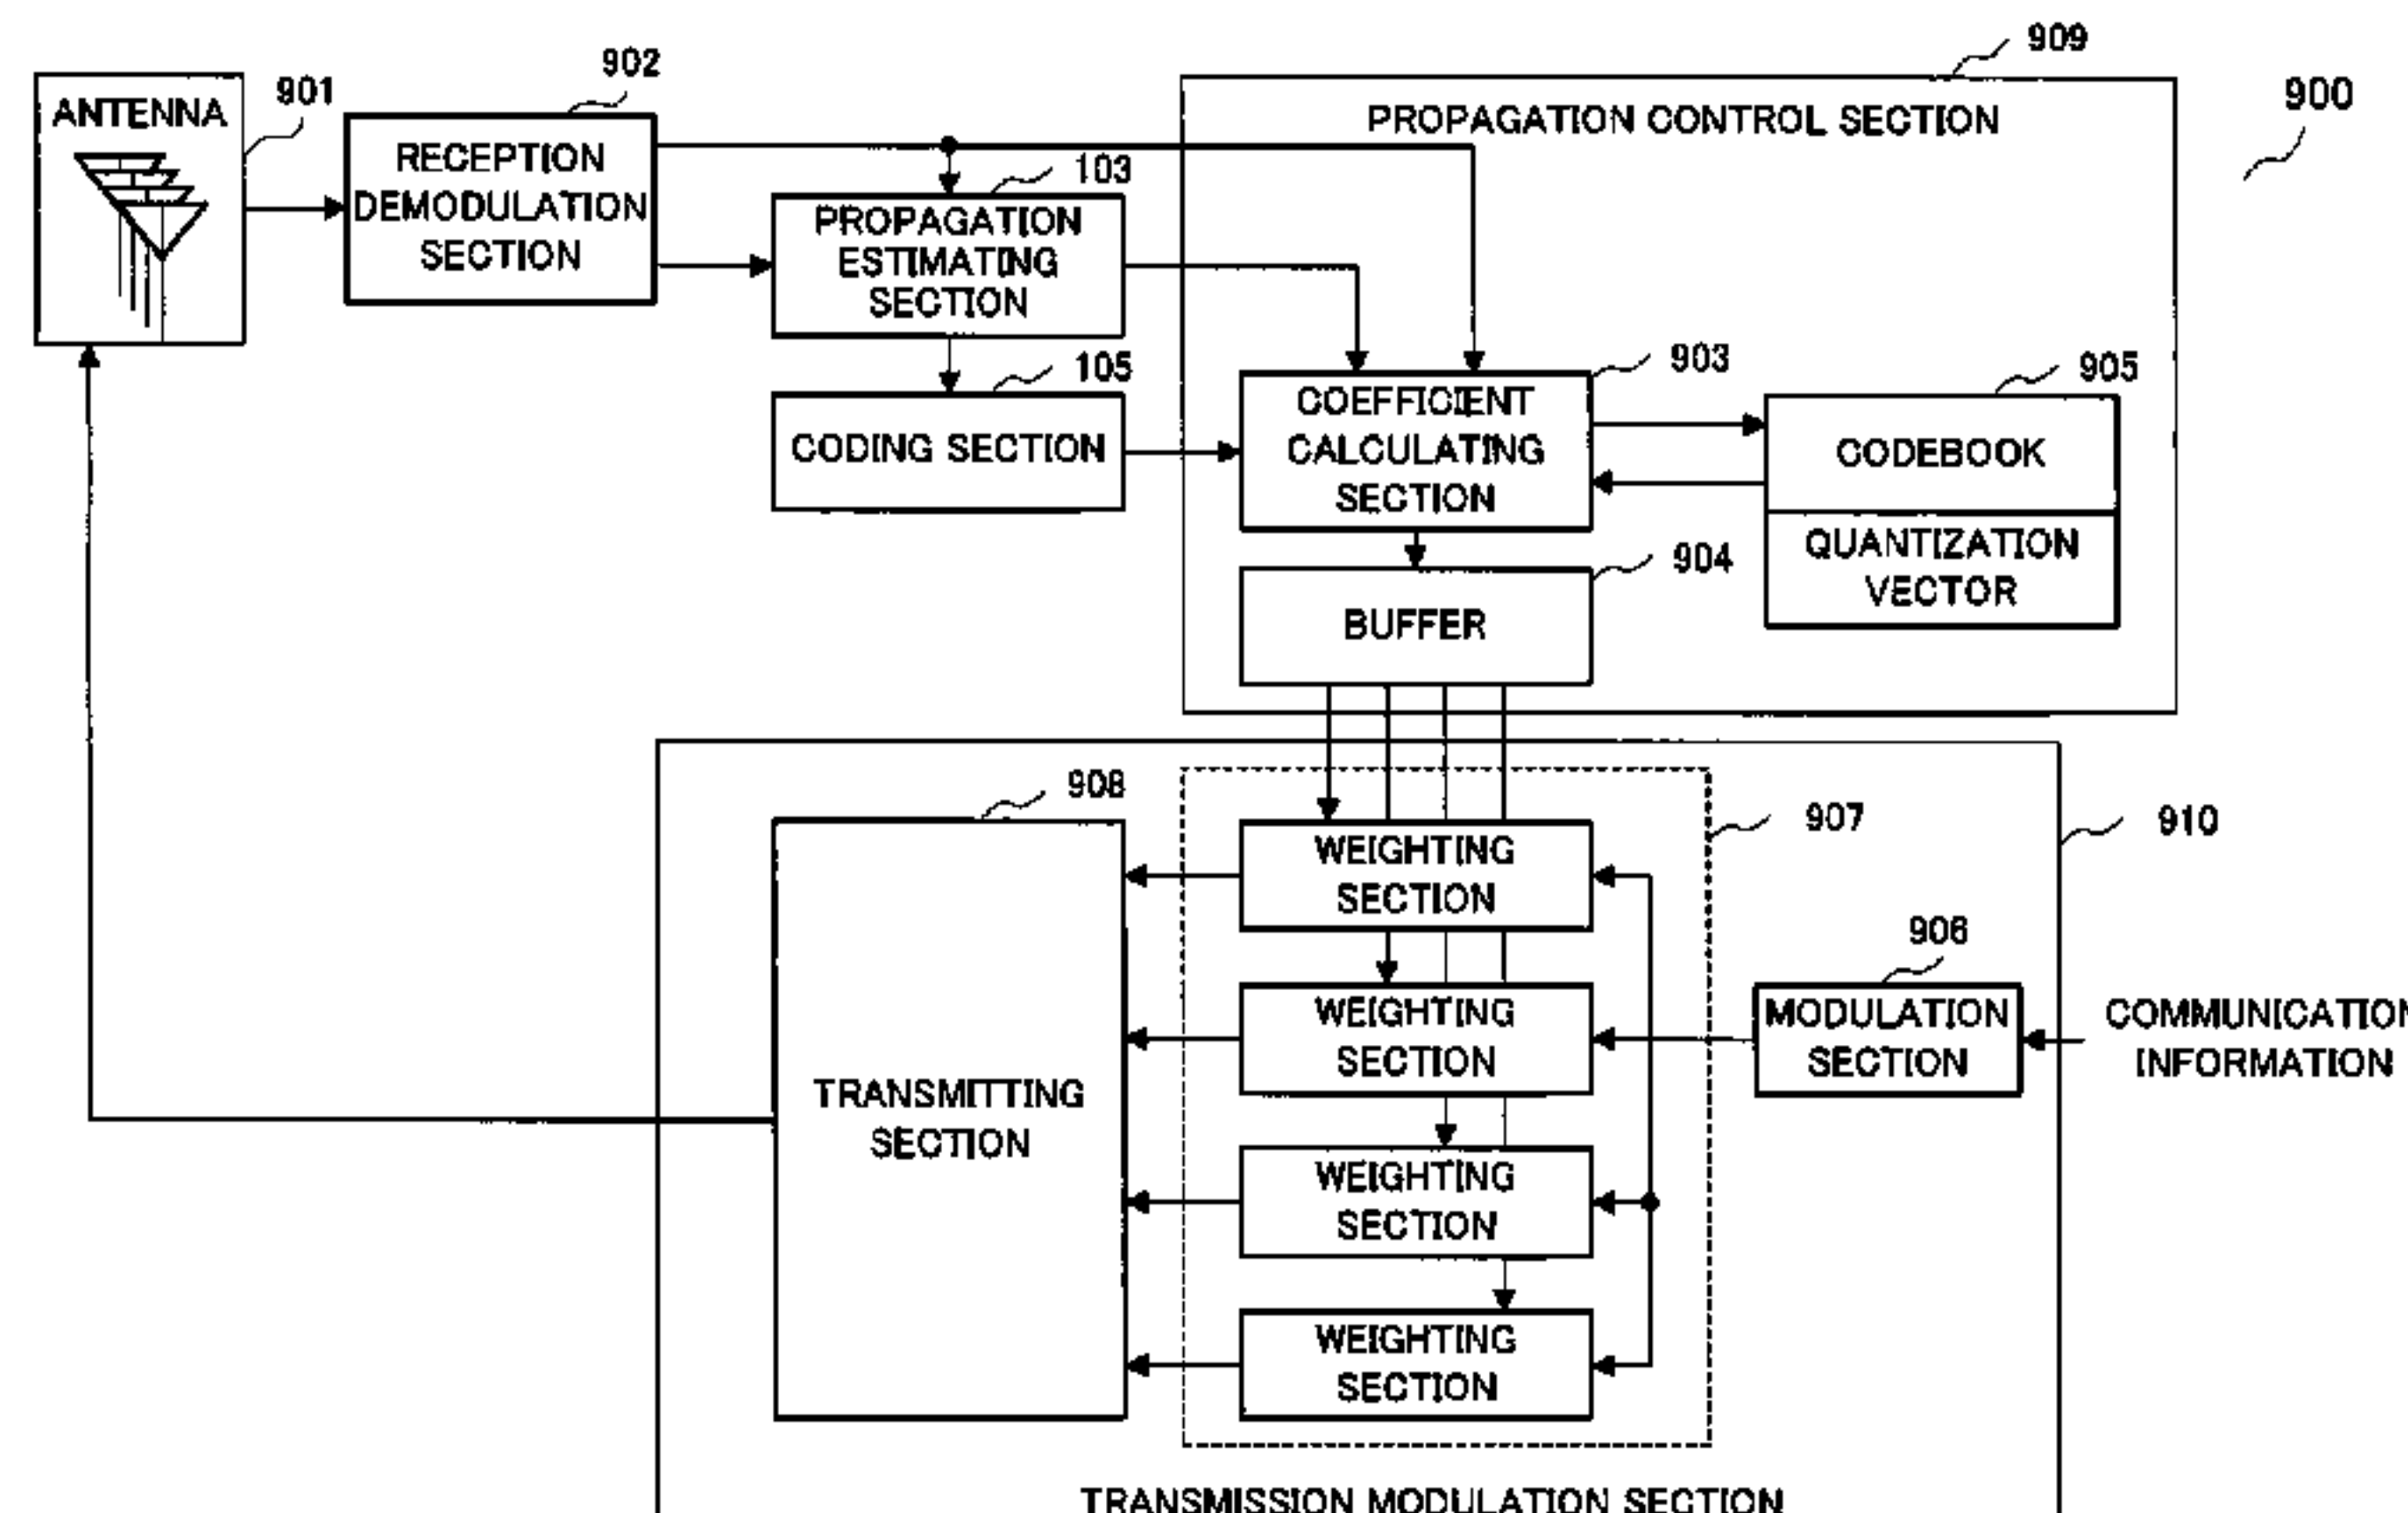 909
902
900
901
ANTENNA
PROPAGATION CONTROL SECTION
RECEPTION
DEMODULATION
SECTION
103
PROPAGATION
ESTIMATING
SECTION
903
105
905
COEFFICIENT
CALCULATING
SECTION
CODING SECTION
CODEBOOK
QUANTIZATION
VECTOR
904
BUFFER
908
907
910
WEIGHTING
SECTION
906
WEIGHTING
SECTION
MODULATION
SECTION
COMMUNICATION
INFORMATION
TRANSMITTING
SECTION
WEIGHTING
SECTION
WEIGHTING
SECTION
TRANSMISSION MODULATION SECTION